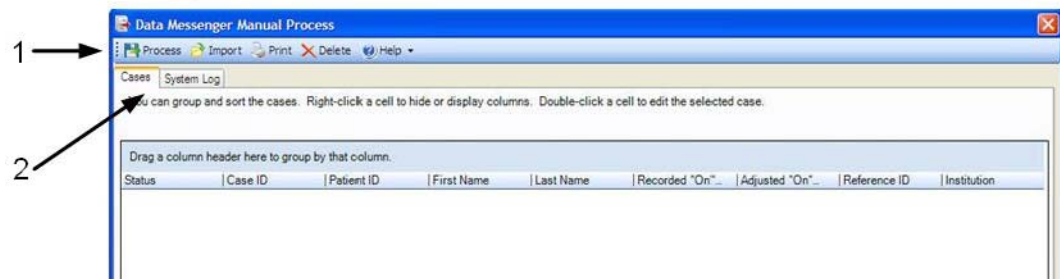 Data Messenger Manual Process
1
Process Import Print Delete Help
Cases System Log
You can group and sort the cases. Right-click a cell to hide or display columns. Double-click a cell to edit the selected case.
2
Drag a column header here to group by that column.
Status Case ID Patient ID First Name Last Name Recorded "On"... Adjusted "On"... Reference ID Institution